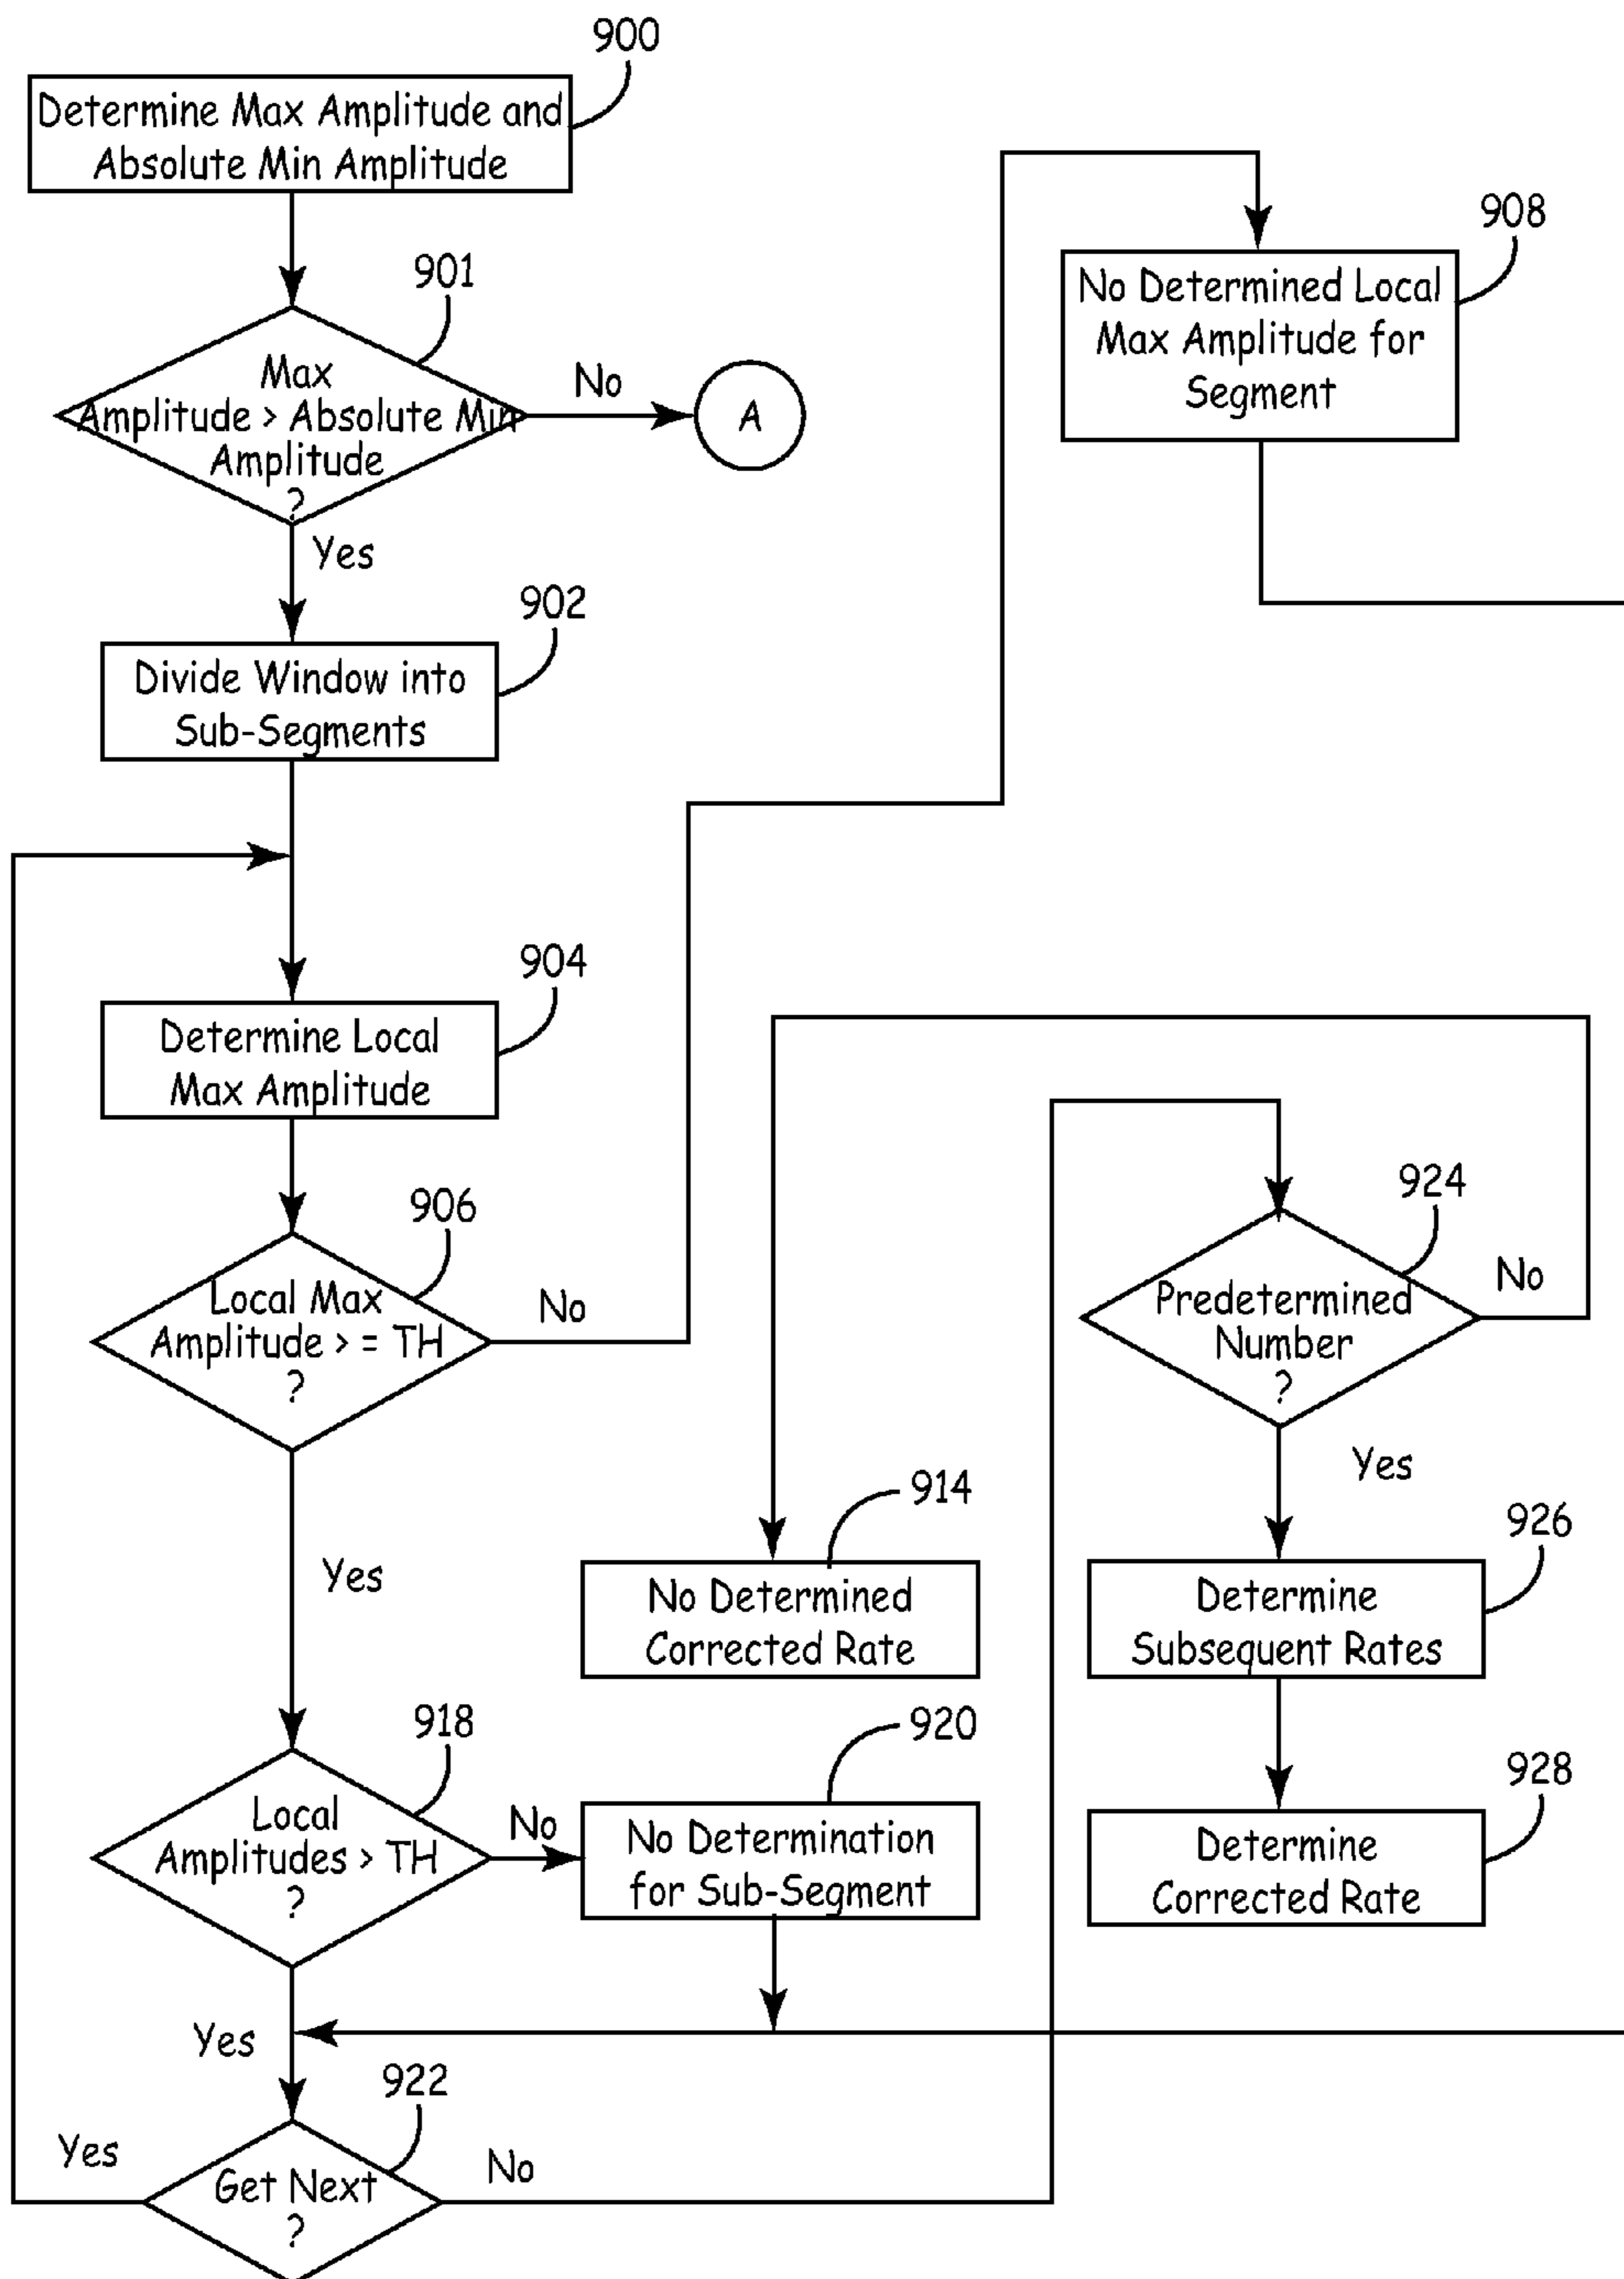 900
Determine Max Amplitude and
Absolute Min Amplitude
901
Max
Amplitude > Absolute Min
Amplitude
?
No
A
Yes
902
Divide Window into
Sub-Segments
904
Determine Local
Max Amplitude
906
Local Max
Amplitude > = TH
?
No
Yes
908
No Determined Local
Max Amplitude for
Segment
914
No Determined
Corrected Rate
918
Local
Amplitudes > TH
?
No
Yes
920
No Determination
for Sub-Segment
922
Get Next
?
Yes
No
924
Predetermined
Number
?
No
Yes
926
Determine
Subsequent Rates
928
Determine
Corrected Rate